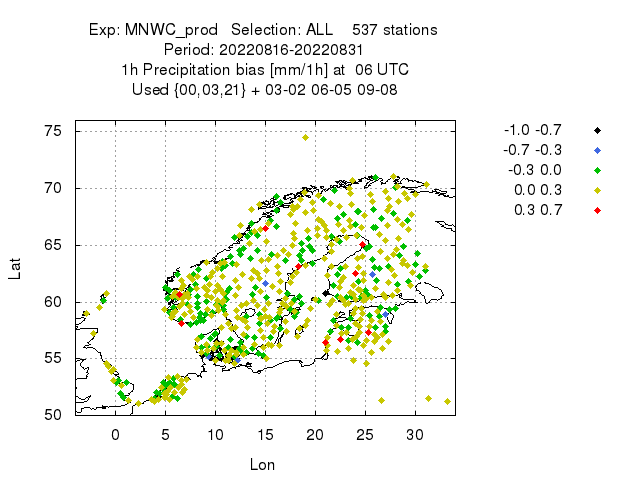 Exp: MNWC_prod   Selection: ALL    537 stations
Period: 20220816-20220831
1h Precipitation bias [mm/1h] at  06 UTC
Used {00,03,21} + 03-02 06-05 09-08
-1.0 -0.7
-0.7 -0.3
-0.3 0.0
0.0 0.3
0.3 0.7
75
70
65
60
55
50
Lat
0 5 10 15 20 25 30
Lon